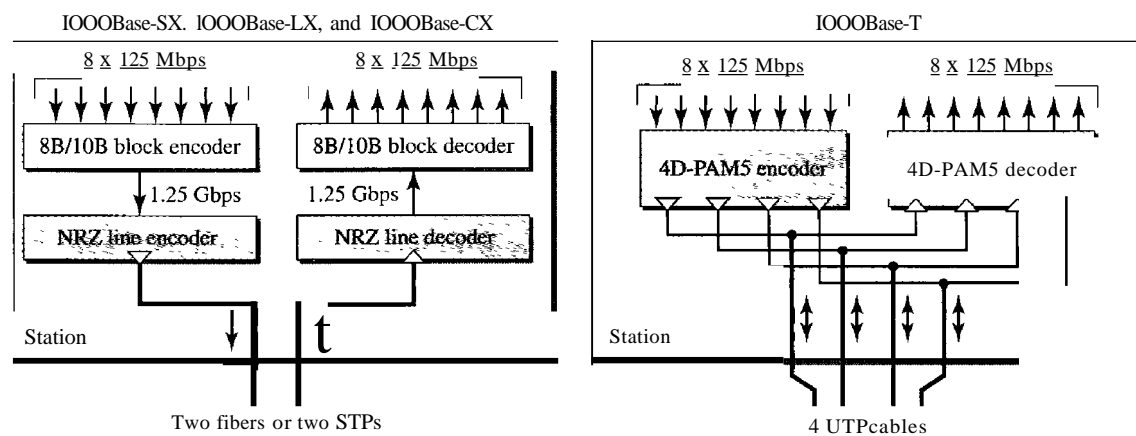 IOOOBase-SX. lOOOBase-LX, and IOOOBase-CX
8 x 125 Mbps
8 x 125 Mbps
8B/10B block encoder
8B/10B block decoder
1.25 Gbps
1.25 Gbps
NRZ line encoder
NRZ line decoder
Station
t
Two fibers or two STPs
IOOOBase-T
8 x 125 Mbps
8 x 125 Mbps
4D-PAM5 encoder
4D-PAM5 decoder
Station
4 UTPcables